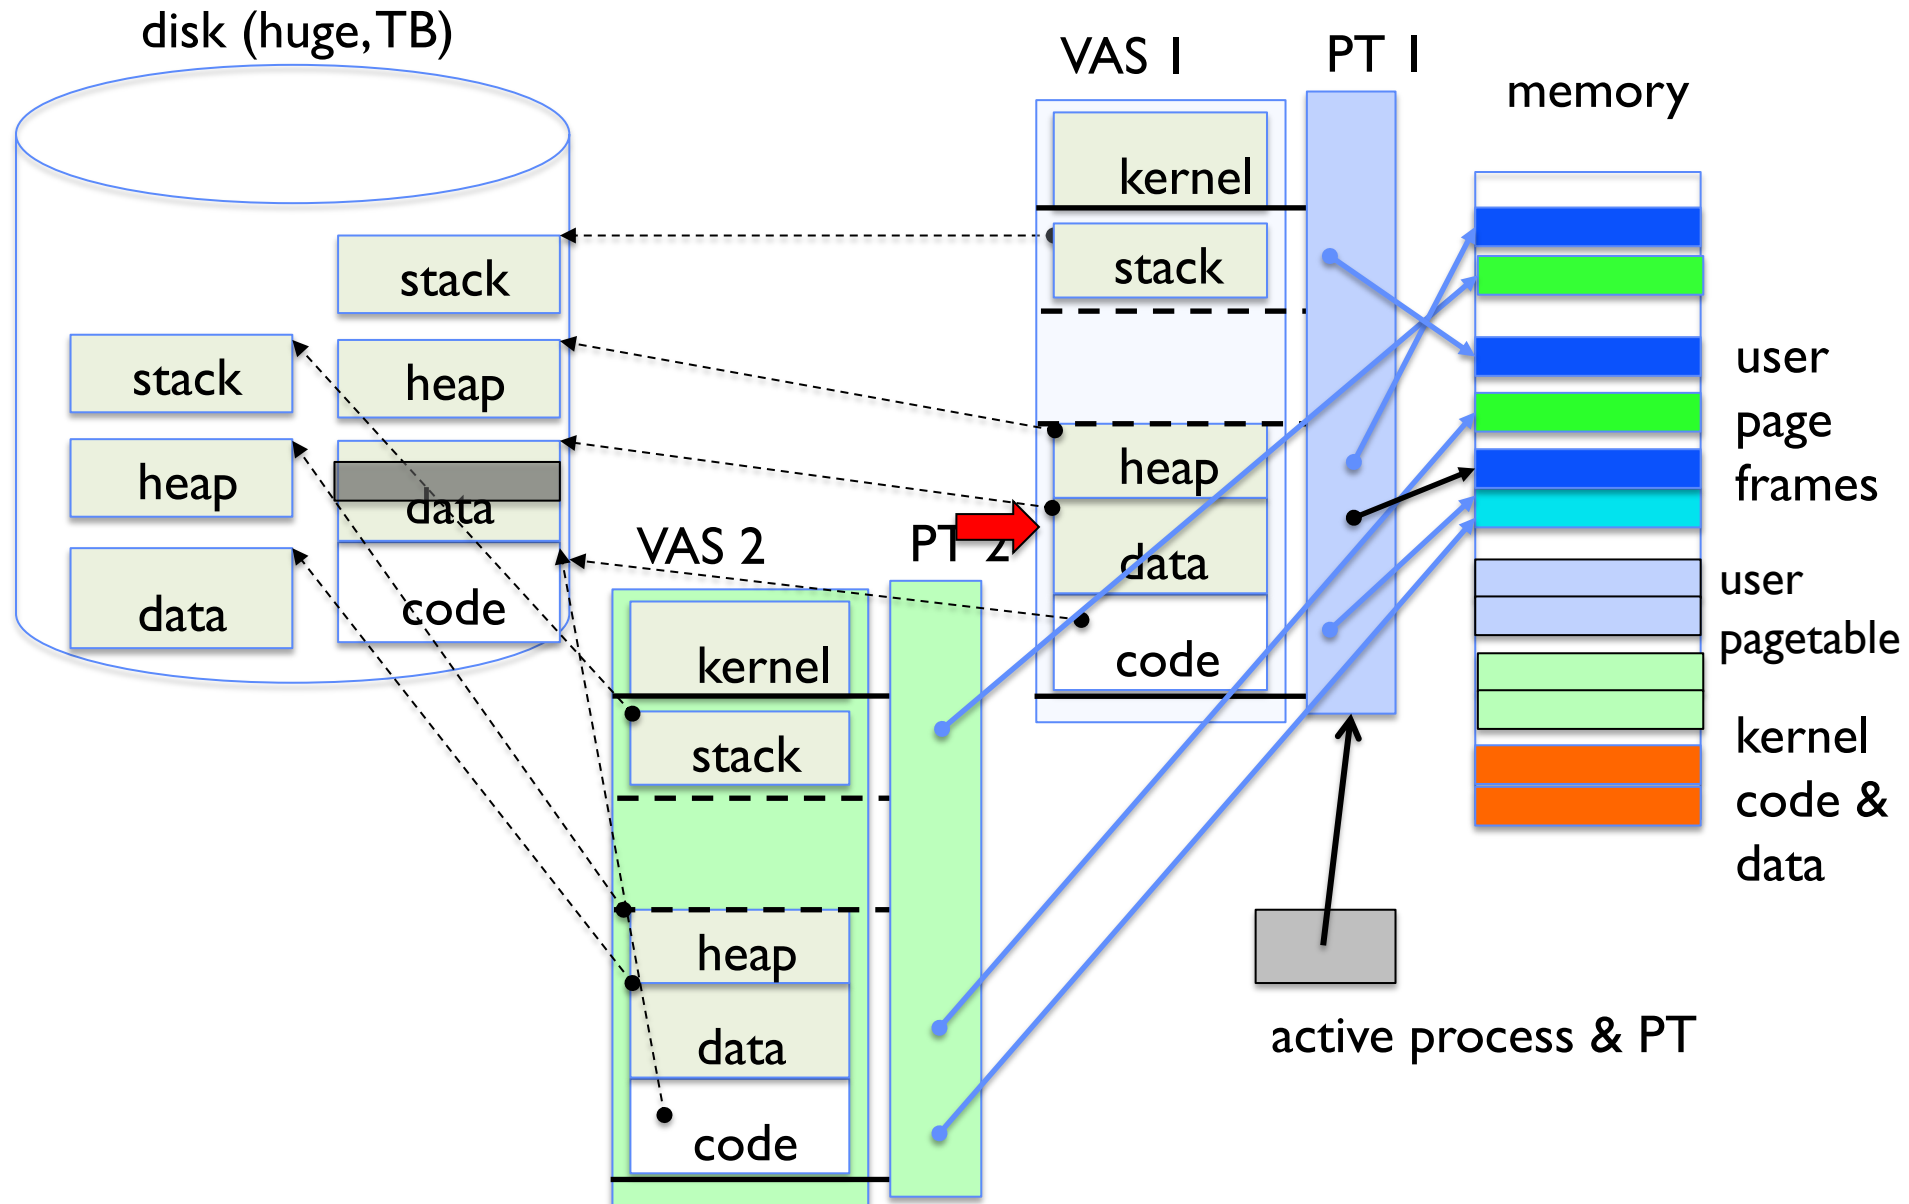 disk (huge, TB)
VAS 1
PT 1
memory
kernel
stack
stack
stack
heap
user
page
frames
heap
data
heap
data
VAS 2
PT 2
data
code
code
user
pagetable
kernel
stack
kernel
code &
data
heap
data
code
active process & PT